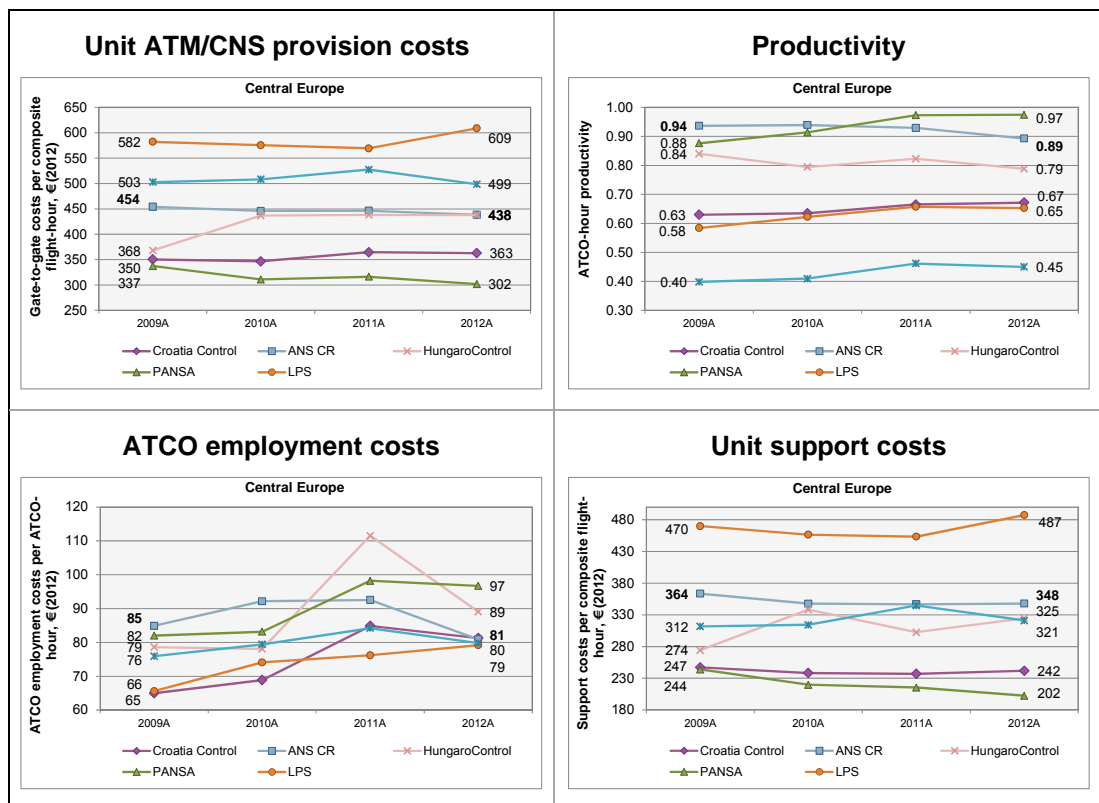 Unit ATM/CNS provision costs
Central Europe
Gate-to-gate costs per composite
flight-hour, € (2012)
650
600
550
500
450
400
350
300
250
582
503
454
368
350
337
609
499
438
363
302
2009A 2010A 2011A 2012A
Croatia Control ANS CR HungaroControl
PANSA LPS
Productivity
Central Europe
ATCO-hour productivity
1.00
0.90
0.80
0.70
0.60
0.50
0.40
0.30
0.94
0.88
0.84
0.63
0.58
0.40
0.97
0.89
0.79
0.67
0.65
0.45
2009A 2010A 2011A 2012A
Croatia Control ANS CR HungaroControl
PANSA LPS
ATCO employment costs
Central Europe
ATCO employment costs per ATCO-
hour, € (2012)
120
110
100
90
80
70
60
85
82
79
76
66
65
97
89
81
80
79
2009A 2010A 2011A 2012A
Croatia Control ANS CR HungaroControl
PANSA LPS
Unit support costs
Central Europe
Support costs per composite flight-
hour, € (2012)
480
430
380
330
280
230
180
470
364
312
274
247
244
487
348
325
321
242
202
2009A 2010A 2011A 2012A
Croatia Control ANS CR HungaroControl
PANSA LPS